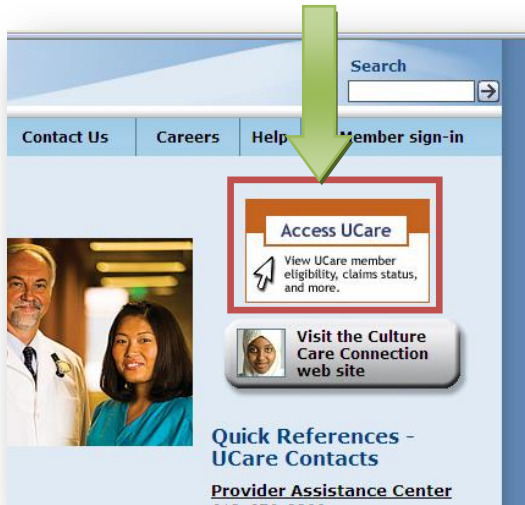 Search
Contact Us
Careers
Help
Member sign-in
Access UCare
View UCare member
eligibility, claims status,
and more.
Visit the Culture
Care Connection
web site
Quick References -
UCare Contacts
Provider Assistance Center